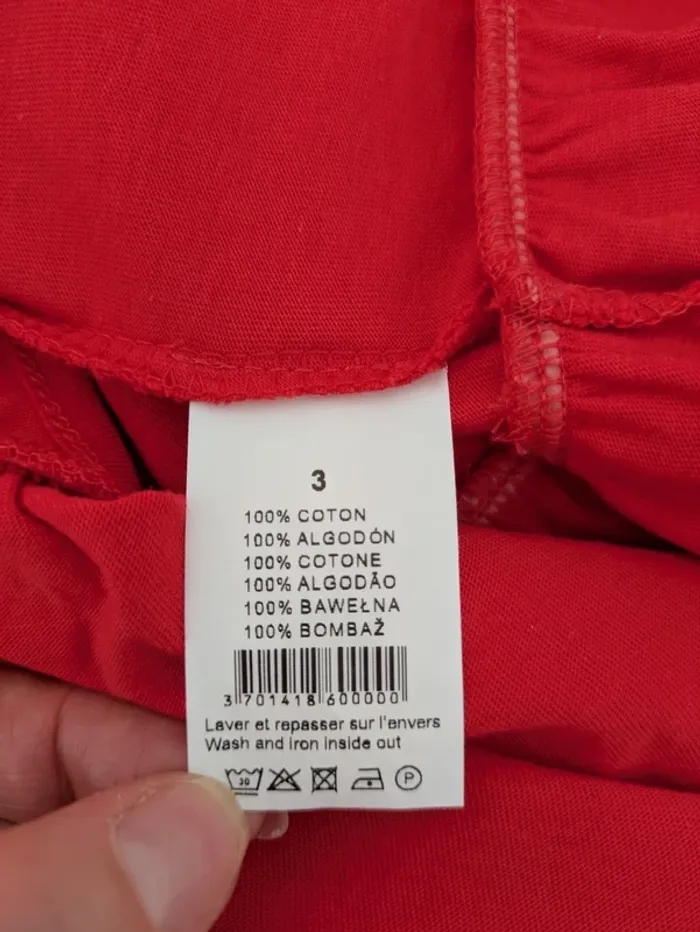 3
100% COTON
100% ALGODÓN
100% COTONE
100% ALGODÃO
100% BAWEŁNA
100% BOMBAŽ
3 701418 600000
Laver et repasser sur l'envers
Wash and iron inside out
30
P